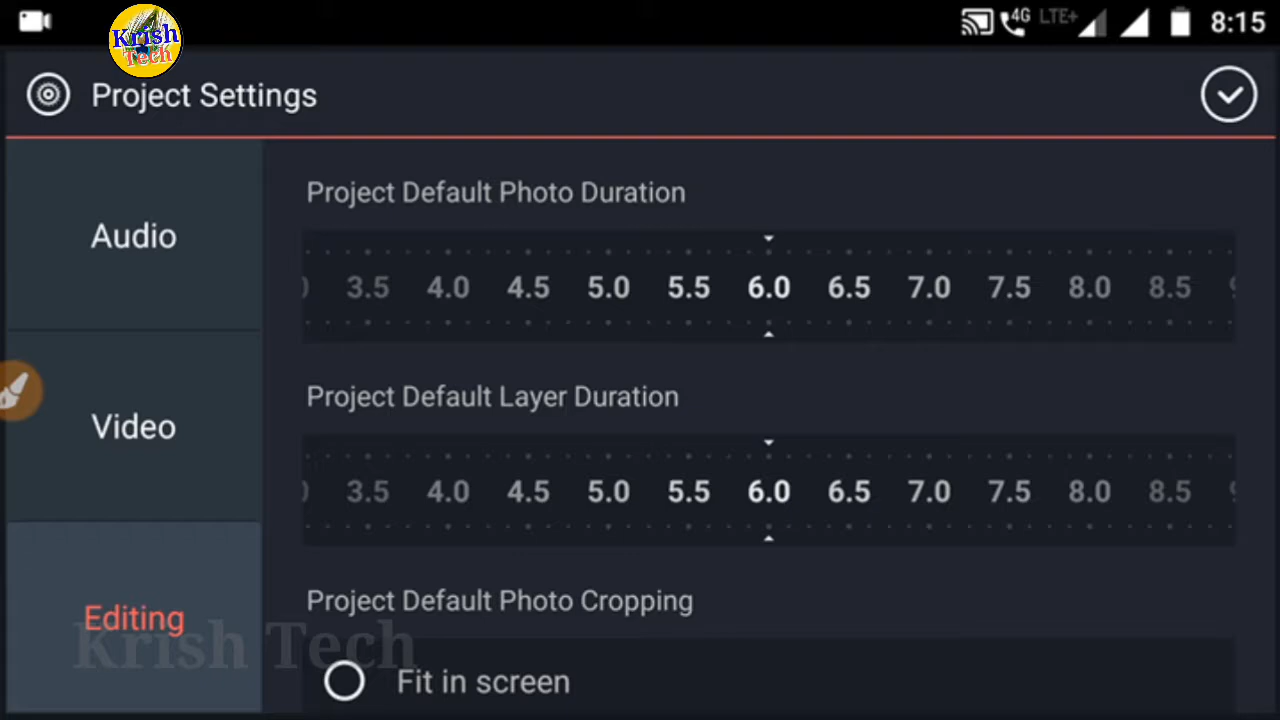 Krish
Tech
4G LTE+ 8:15
Project Settings
Audio
Video
Editing
Project Default Photo Duration
3.5 4.0 4.5 5.0 5.5 6.0 6.5 7.0 7.5 8.0 8.5
Project Default Layer Duration
3.5 4.0 4.5 5.0 5.5 6.0 6.5 7.0 7.5 8.0 8.5
Project Default Photo Cropping
Fit in screen
Krish Tech